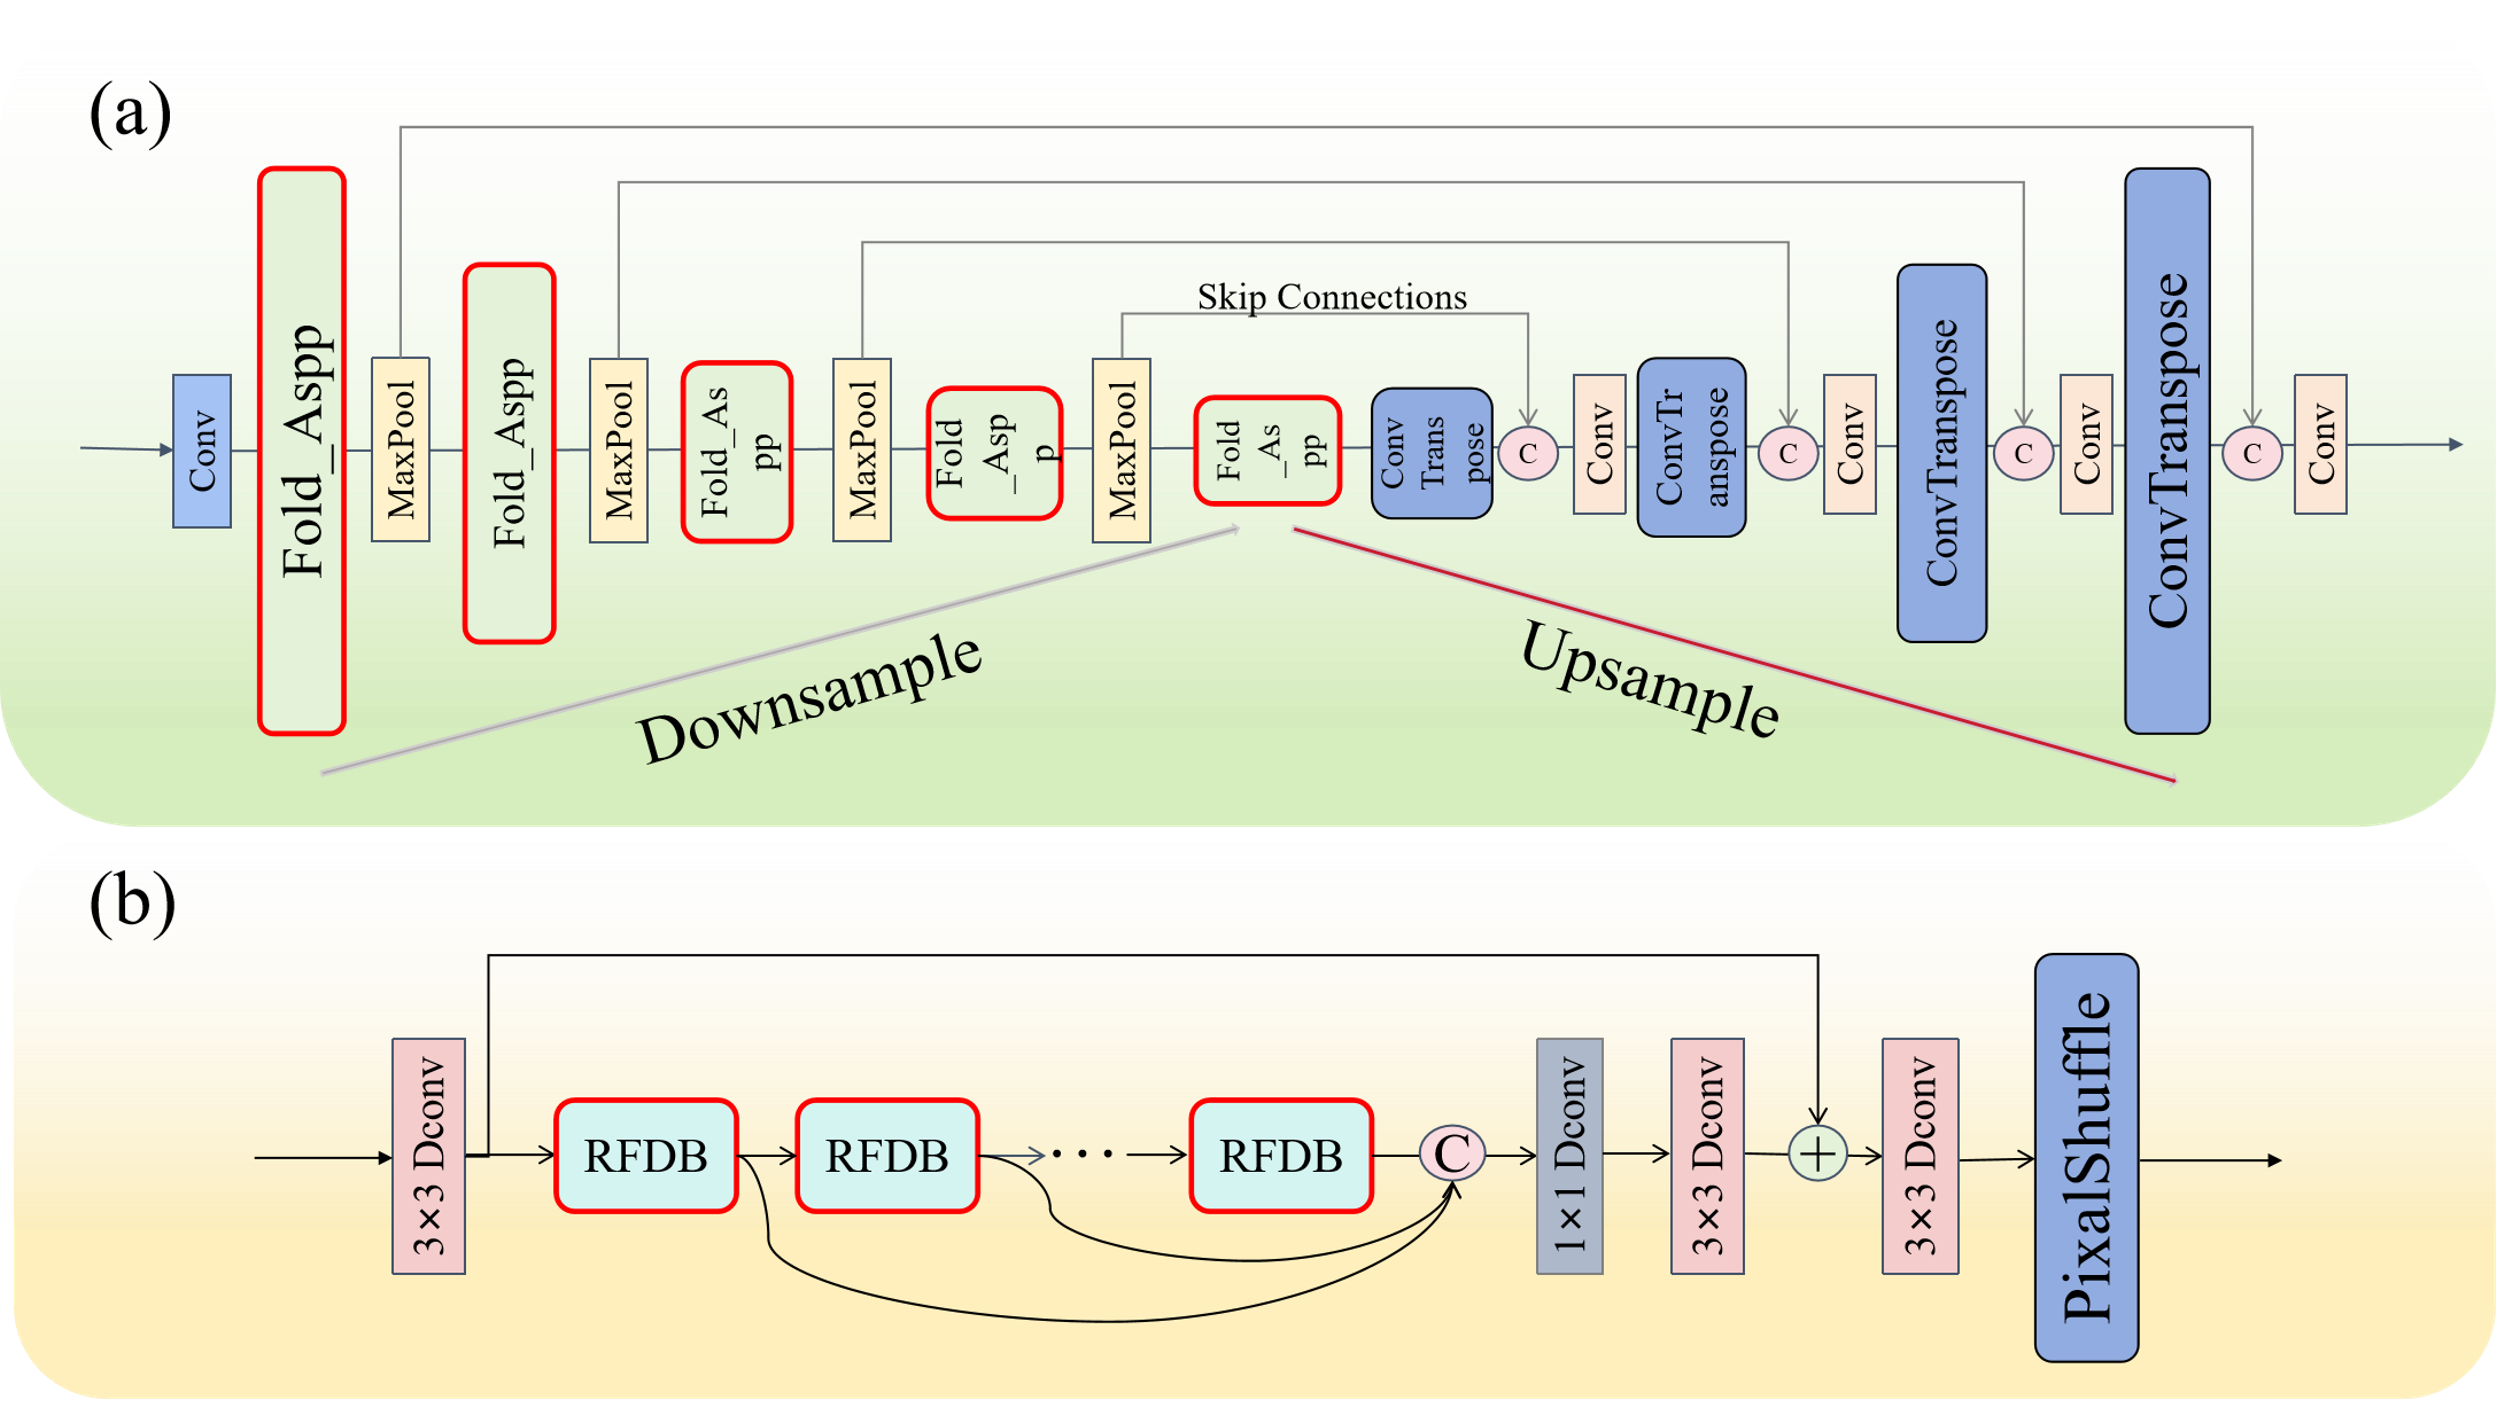 (a)
Skip Connections
Conv
Fold_Aspp
MaxPool
Fold_Aspp
MaxPool
Fold_As
pp
MaxPool
Fold
_Asp
p
MaxPool
Fold
_As
pp
Conv
Trans
pose
C
Conv
ConvTr
anspose
C
Conv
ConvTranspose
C
Conv
ConvTranspose
C
Conv
Downsample
Upsample
(b)
3×3 Dconv
RFDB
RFDB
···
RFDB
C
1×1 Dconv
3×3 Dconv
+
3×3 Dconv
PixalShuffle